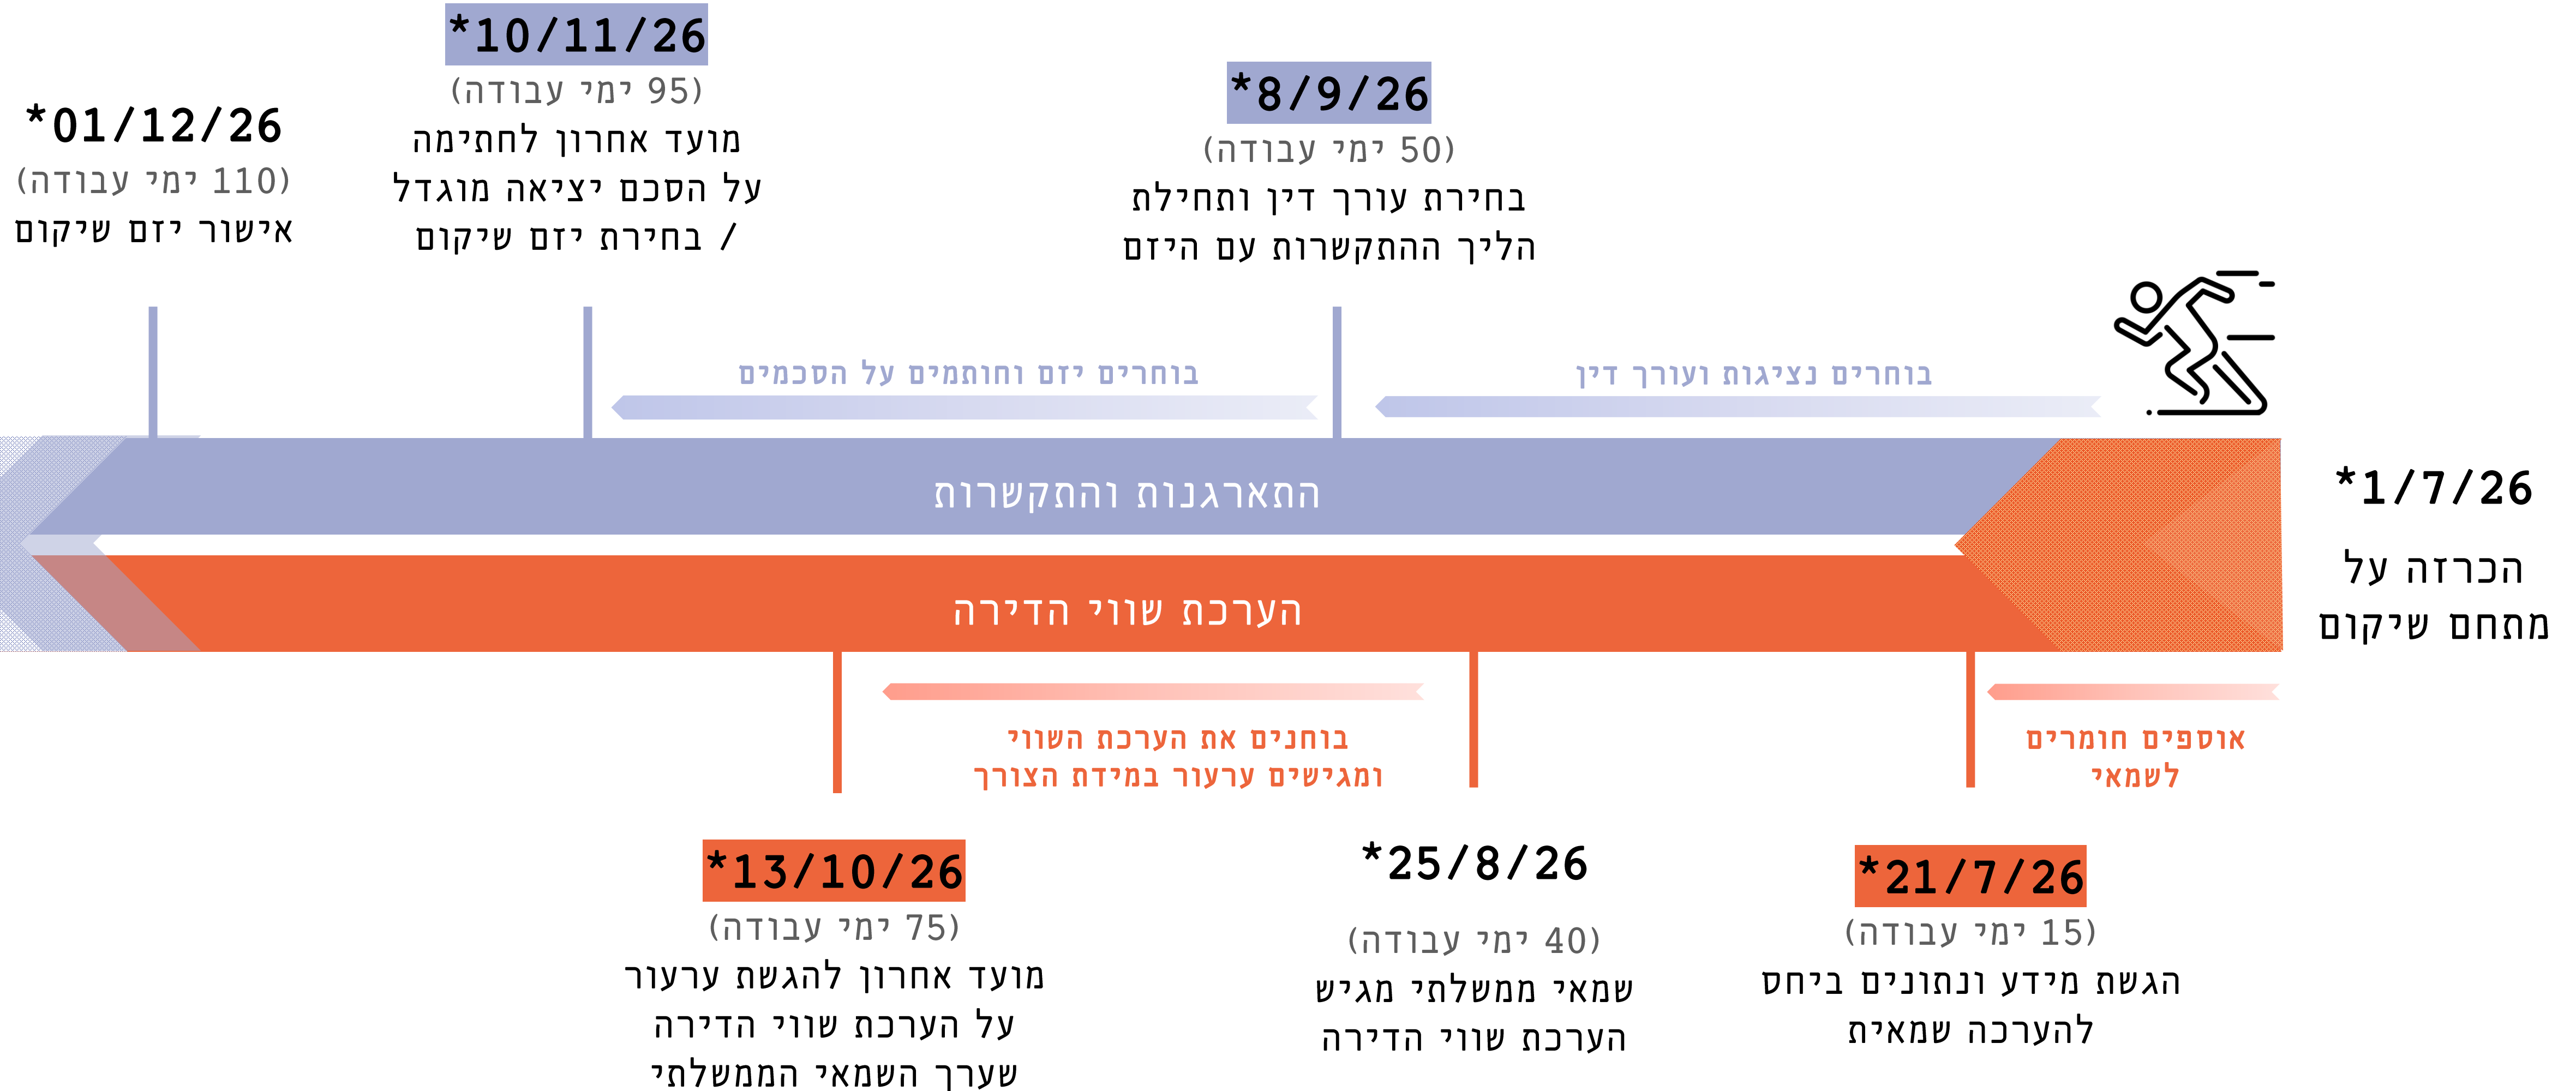 *1/7/26
הכרזה על
מתחם שיקום
*8/9/26
(50 ימי עבודה)
בחירת עורך דין ותחילת
הליך ההתקשרות עם היזם
*10/11/26
(95 ימי עבודה)
מועד אחרון לחתימה
על הסכם יציאה מוגדל
/ בחירת יזם שיקום
*01/12/26
(110 ימי עבודה)
אישור יזם שיקום
בוחרים נציגות ועורך דין
בוחרים יזם וחותמים על הסכמים
התארגנות והתקשרות
הערכת שווי הדירה
אוספים חומרים
לשמאי
בוחנים את הערכת השווי
ומגישים ערעור במידת הצורך
*21/7/26
(15 ימי עבודה)
הגשת מידע ונתונים ביחס
להערכה שמאית
*25/8/26
(40 ימי עבודה)
שמאי ממשלתי מגיש
הערכת שווי הדירה
*13/10/26
(75 ימי עבודה)
מועד אחרון להגשת ערעור
על הערכת שווי הדירה
שערך השמאי הממשלתי